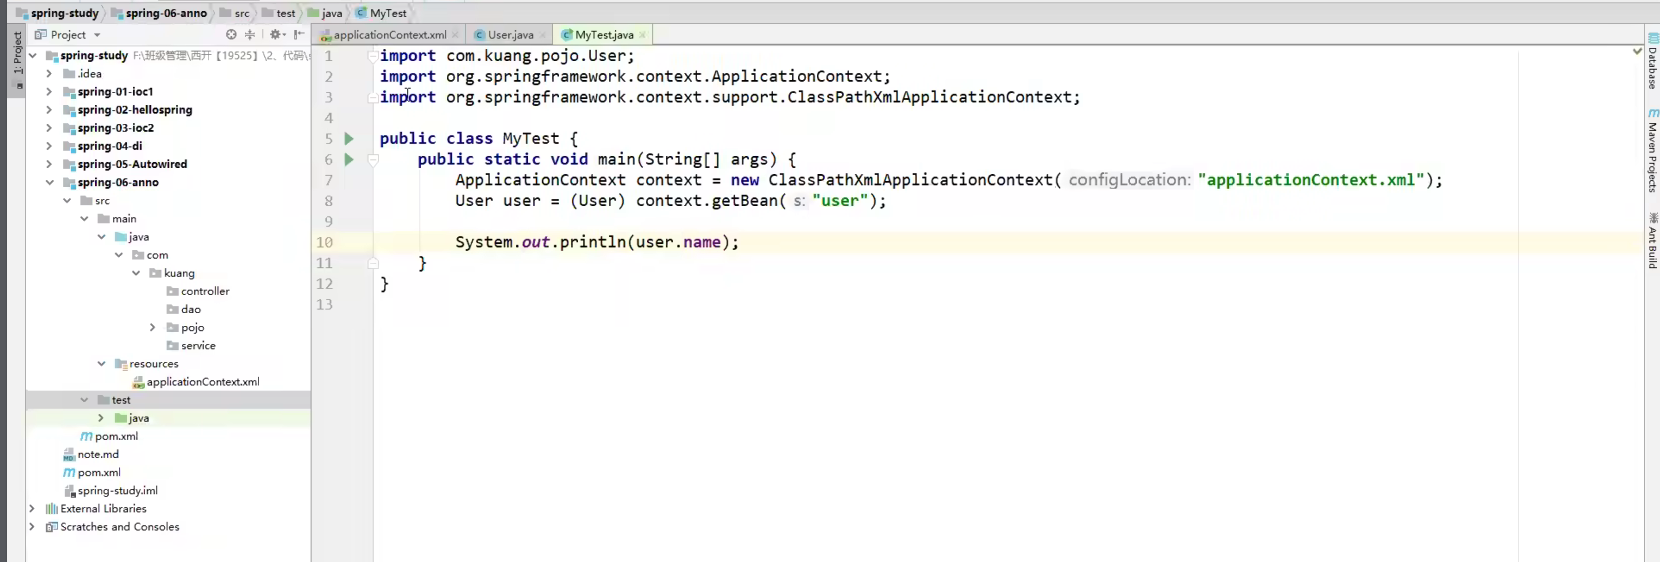 spring-study spring-06-anno src test java MyTest
Project
applicationContext.xml User.java MyTest.java
1: Project
spring-study F:\班级管理\西开【19525】\2、代码\s
.idea
spring-01-ioc1
spring-02-hellospring
spring-03-ioc2
spring-04-di
spring-05-Autowired
spring-06-anno
src
main
java
com
kuang
controller
dao
pojo
service
resources
applicationContext.xml
test
java
pom.xml
note.md
pom.xml
spring-study.iml
External Libraries
Scratches and Consoles
1 import com.kuang.pojo.User;
2 import org.springframework.context.ApplicationContext;
3 import org.springframework.context.support.ClassPathXmlApplicationContext;
4
5 public class MyTest {
6 public static void main(String[] args) {
7 ApplicationContext context = new ClassPathXmlApplicationContext( configLocation: "applicationContext.xml");
8 User user = (User) context.getBean( s: "user");
9
10 System.out.println(user.name);
11 }
12 }
13
Database
Maven Projects
Ant Build